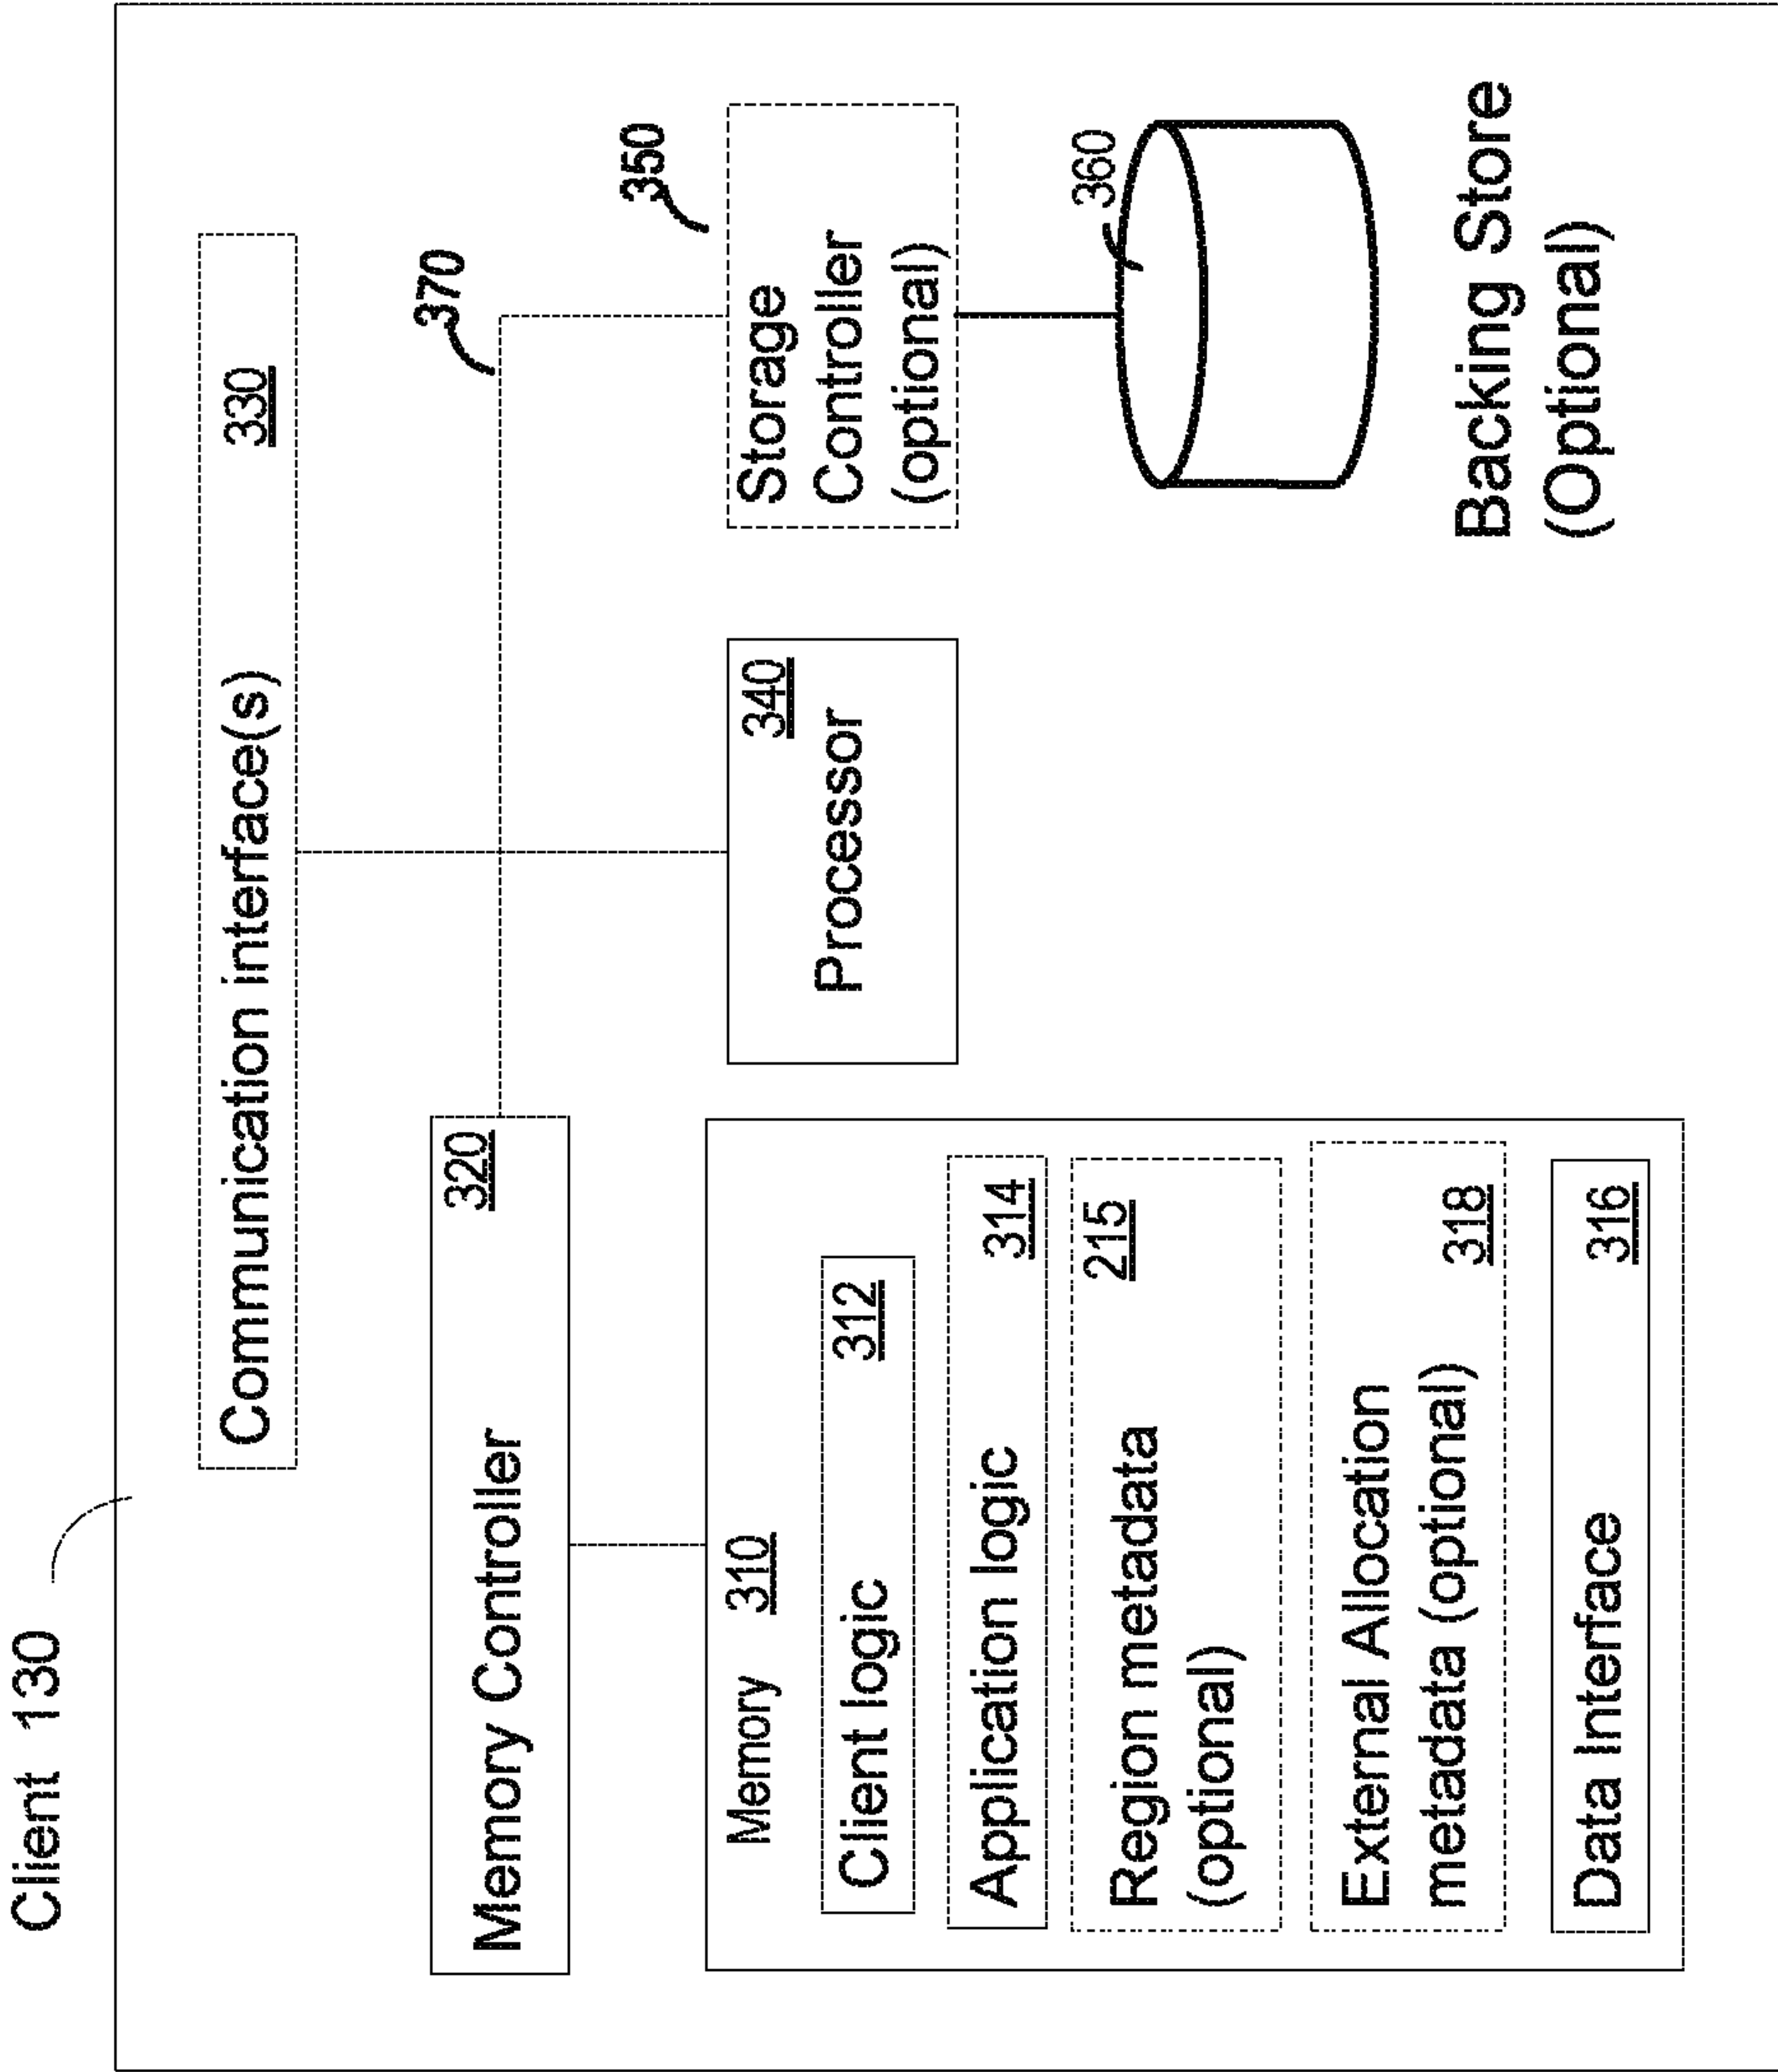 Client 130
Communication interface(s) 330
370
350
Memory Controller 320
Memory 310
Client logic 312
Application logic 314
Region metadata 215
(optional)
External Allocation
metadata (optional) 318
Data Interface 316
340
Processor
Storage
Controller
(optional)
360
Backing Store
(Optional)